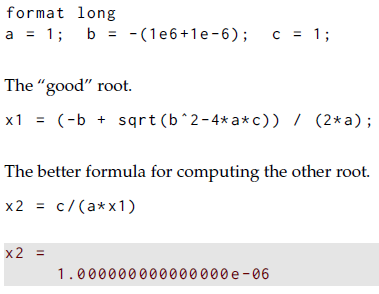 format long
a = 1;  b = -(1e6+1e-6);  c = 1;
The “good” root.
x1 = (-b + sqrt(b^2-4*a*c)) / (2*a);
The better formula for computing the other root.
x2 = c/(a*x1)
x2 =
1.000000000000000e-06